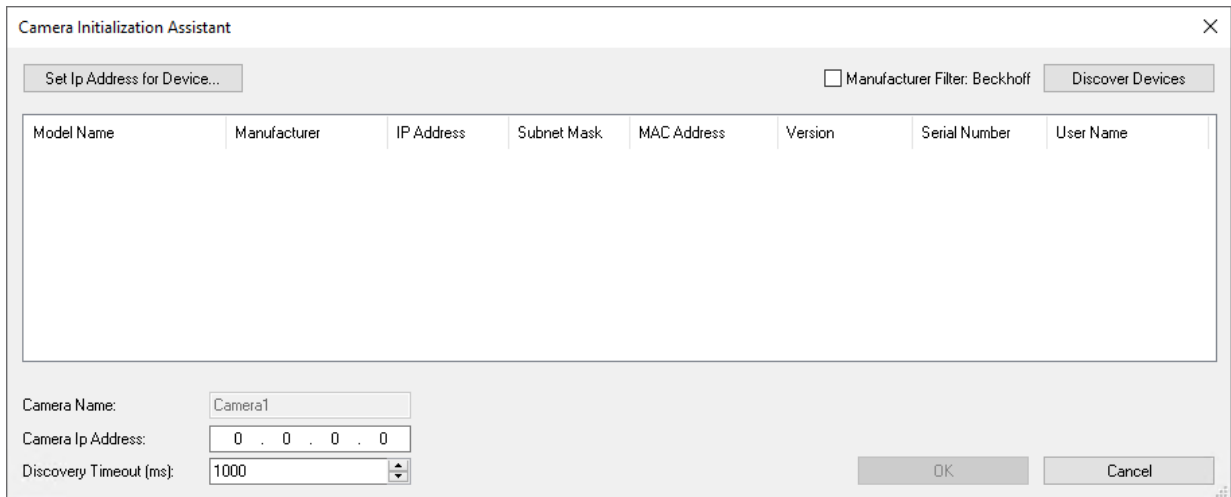 Camera Initialization Assistant
Set Ip Address for Device... Manufacturer Filter: Beckhoff Discover Devices
Model Name Manufacturer IP Address Subnet Mask MAC Address Version Serial Number User Name
Camera Name: Camera1
Camera Ip Address: 0 . 0 . 0 . 0
Discovery Timeout (ms): 1000 OK Cancel